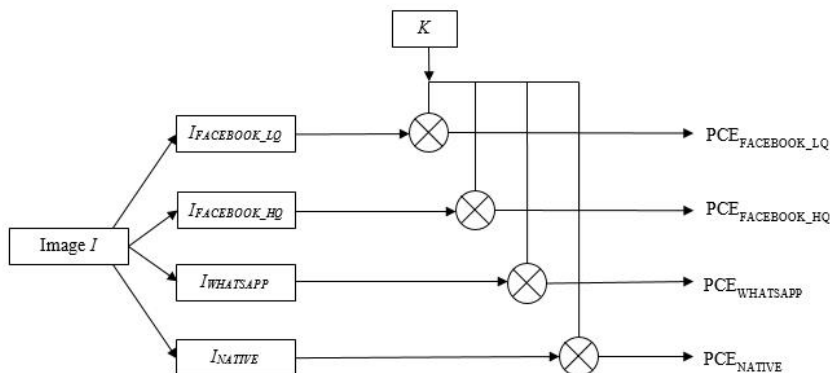 K
I_FACEBOOK_LQ
PCE_FACEBOOK_LQ
I_FACEBOOK_HQ
PCE_FACEBOOK_HQ
Image I
I_WHATSAPP
PCE_WHATSAPP
I_NATIVE
PCE_NATIVE